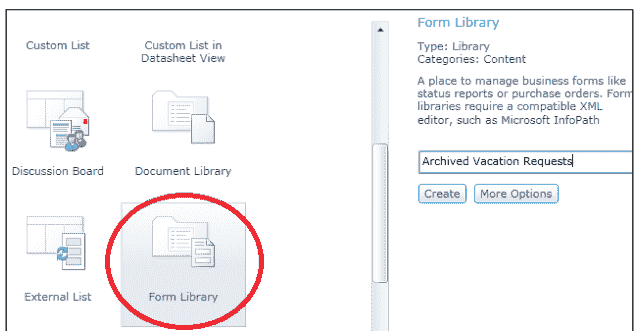 Custom List
Custom List in
Datasheet View
Discussion Board
Document Library
External List
Form Library
Form Library
Type: Library
Categories: Content
A place to manage business forms like
status reports or purchase orders. Form
libraries require a compatible XML
editor, such as Microsoft InfoPath
Archived Vacation Requests
Create
More Options